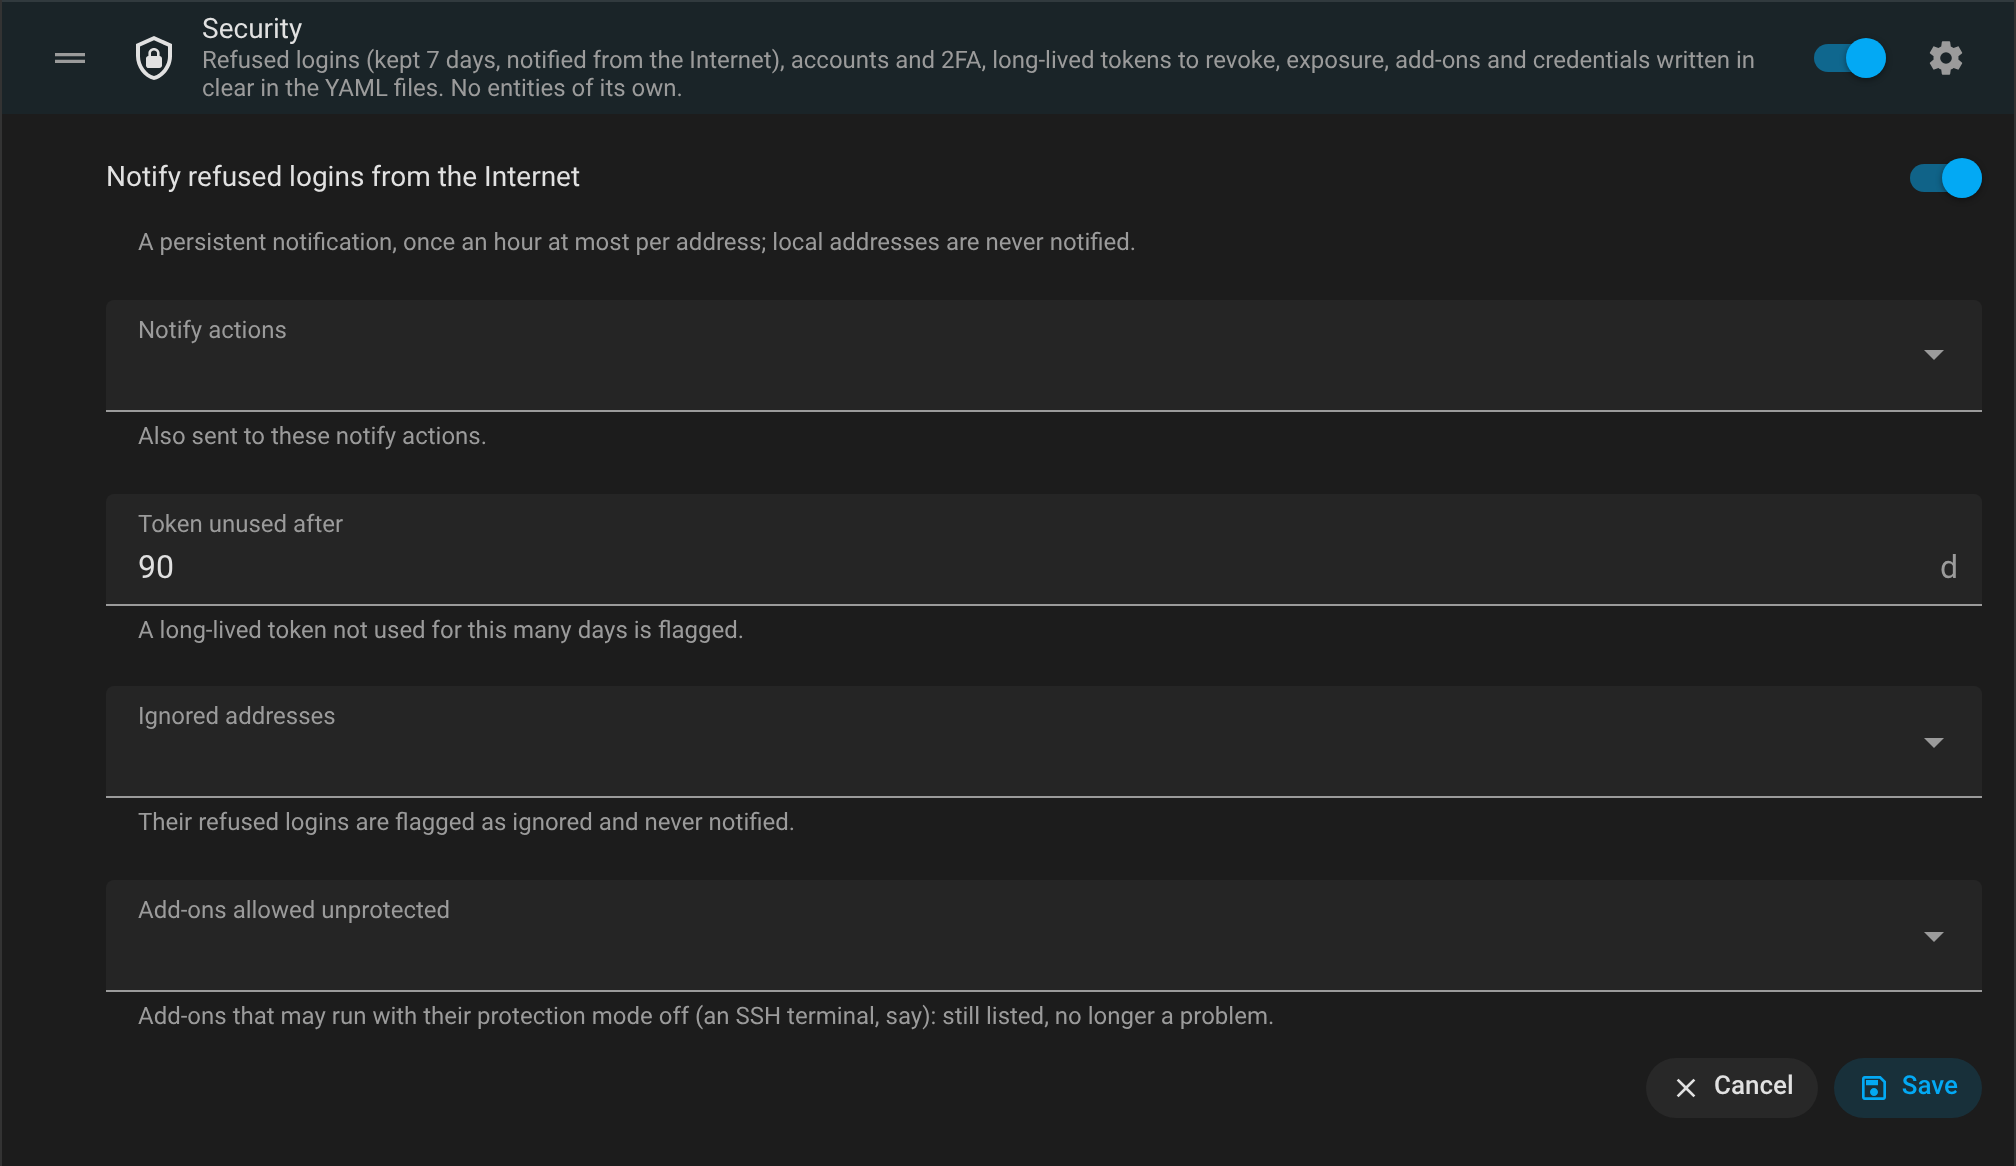 Security
Refused logins (kept 7 days, notified from the Internet), accounts and 2FA, long-lived tokens to revoke, exposure, add-ons and credentials written in
clear in the YAML files. No entities of its own.
Notify refused logins from the Internet
A persistent notification, once an hour at most per address; local addresses are never notified.
Notify actions
Also sent to these notify actions.
Token unused after
90 d
A long-lived token not used for this many days is flagged.
Ignored addresses
Their refused logins are flagged as ignored and never notified.
Add-ons allowed unprotected
Add-ons that may run with their protection mode off (an SSH terminal, say): still listed, no longer a problem.
Cancel Save